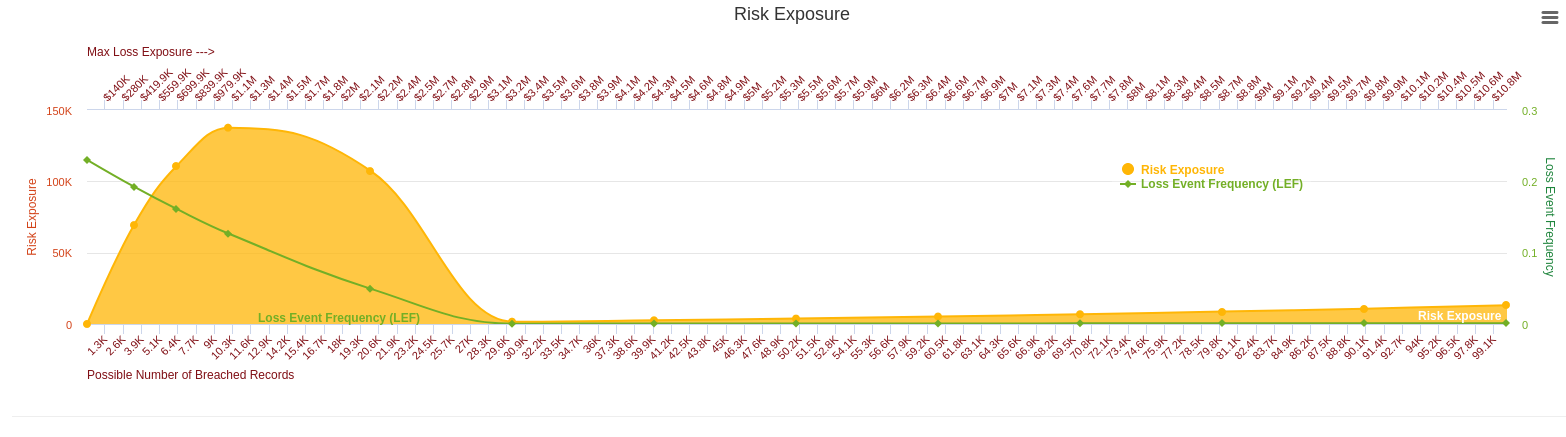 Risk Exposure
Max Loss Exposure --->
$140K $280K $419.9K $559.9K $699.9K $839.9K $979.9K $1.1M $1.3M $1.4M $1.5M $1.7M $1.8M $2M $2.1M $2.2M $2.4M $2.5M $2.7M $2.8M $2.9M $3.1M $3.2M $3.4M $3.5M $3.6M $3.8M $3.9M $4.1M $4.2M $4.3M $4.5M $4.6M $4.8M $4.9M $5M $5.2M $5.3M $5.5M $5.6M $5.7M $5.9M $6M $6.2M $6.3M $6.4M $6.6M $6.7M $6.9M $7M $7.1M $7.3M $7.4M $7.6M $7.7M $7.8M $8M $8.1M $8.3M $8.4M $8.5M $8.7M $8.8M $9M $9.1M $9.2M $9.4M $9.5M $9.7M $9.8M $9.9M $10.1M $10.2M $10.4M $10.5M $10.6M $10.8M
150K
100K
50K
0
Risk Exposure
Risk Exposure
Loss Event Frequency (LEF)
Loss Event Frequency (LEF)
Risk Exposure
0.3
0.2
0.1
0
Loss Event Frequency
1.3K 2.6K 3.9K 5.1K 6.4K 7.7K 9K 10.3K 11.6K 12.9K 14.2K 15.4K 16.7K 18K 19.3K 20.6K 21.9K 23.2K 24.5K 25.7K 27K 28.3K 29.6K 30.9K 32.2K 33.5K 34.7K 36K 37.3K 38.6K 39.9K 41.2K 42.5K 43.8K 45K 46.3K 47.6K 48.9K 50.2K 51.5K 52.8K 54.1K 55.3K 56.6K 57.9K 59.2K 60.5K 61.8K 63.1K 64.3K 65.6K 66.9K 68.2K 69.5K 70.8K 72.1K 73.4K 74.6K 75.9K 77.2K 78.5K 79.8K 81.1K 82.4K 83.7K 84.9K 86.2K 87.5K 88.8K 90.1K 91.4K 92.7K 94K 95.2K 96.5K 97.8K 99.1K
Possible Number of Breached Records